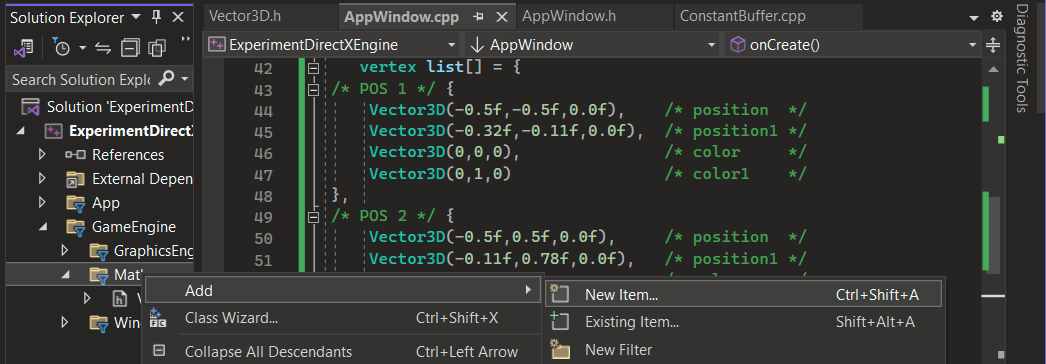 Solution Explorer
Vector3D.h
AppWindow.cpp
AppWindow.h
ConstantBuffer.cpp
Diagnostic Tools
ExperimentDirectXEngine
AppWindow
onCreate()
Search Solution Explo
Solution 'ExperimentD
ExperimentDirectX
References
External Depen
App
GameEngine
GraphicsEng
Mat
h
Win
42 vertex list[] = {
43 /* POS 1 */ {
44 Vector3D(-0.5f,-0.5f,0.0f), /* position */
45 Vector3D(-0.32f,-0.11f,0.0f), /* position1 */
46 Vector3D(0,0,0), /* color */
47 Vector3D(0,1,0) /* color1 */
48 },
49 /* POS 2 */ {
50 Vector3D(-0.5f,0.5f,0.0f), /* position */
51 Vector3D(-0.11f,0.78f,0.0f), /* position1 */
Add
Class Wizard... Ctrl+Shift+X
Collapse All Descendants Ctrl+Left Arrow
New Item... Ctrl+Shift+A
Existing Item... Shift+Alt+A
New Filter